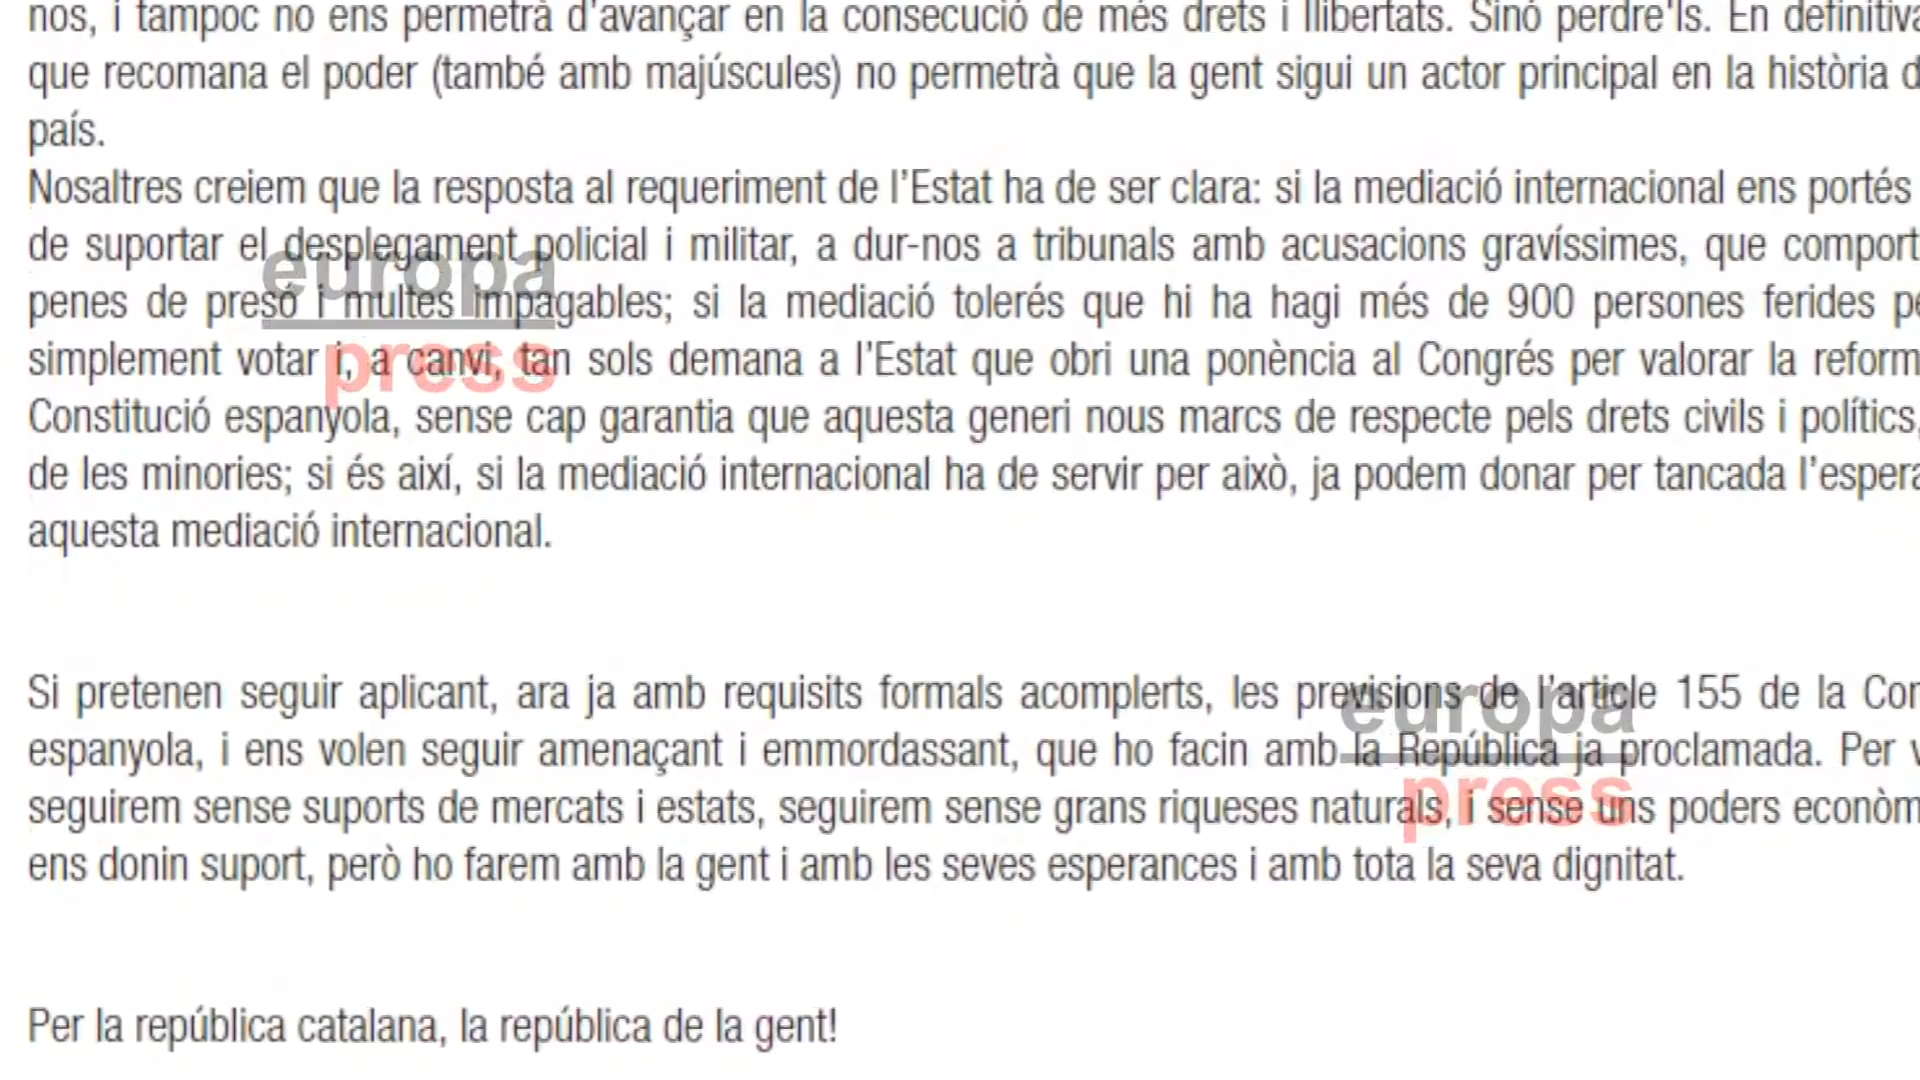 nos, i tampoc no ens permetrà d'avançar en la consecució de més drets i llibertats. Sinó perdre'ls. En definitiva
que recomana el poder (també amb majúscules) no permetrà que la gent sigui un actor principal en la història d
país.
Nosaltres creiem que la resposta al requeriment de l'Estat ha de ser clara: si la mediació internacional ens portés
de suportar el desplegament policial i militar, a dur-nos a tribunals amb acusacions gravíssimes, que comport
penes de presó i multes impagables; si la mediació tolerés que hi ha hagi més de 900 persones ferides pe
simplement votar i, a canvi, tan sols demana a l'Estat que obri una ponència al Congrés per valorar la reform
Constitució espanyola, sense cap garantia que aquesta generi nous marcs de respecte pels drets civils i polítics,
de les minories; si és així, si la mediació internacional ha de servir per això, ja podem donar per tancada l'espera
aquesta mediació internacional.
Si pretenen seguir aplicant, ara ja amb requisits formals acomplerts, les previsions de l'article 155 de la Con
espanyola, i ens volen seguir amenaçant i emmordassant, que ho facin amb la República ja proclamada. Per v
seguirem sense suports de mercats i estats, seguirem sense grans riqueses naturals, i sense uns poders econòm
ens donin suport, però ho farem amb la gent i amb les seves esperances i amb tota la seva dignitat.
Per la república catalana, la república de la gent!
europa
press
europa
press